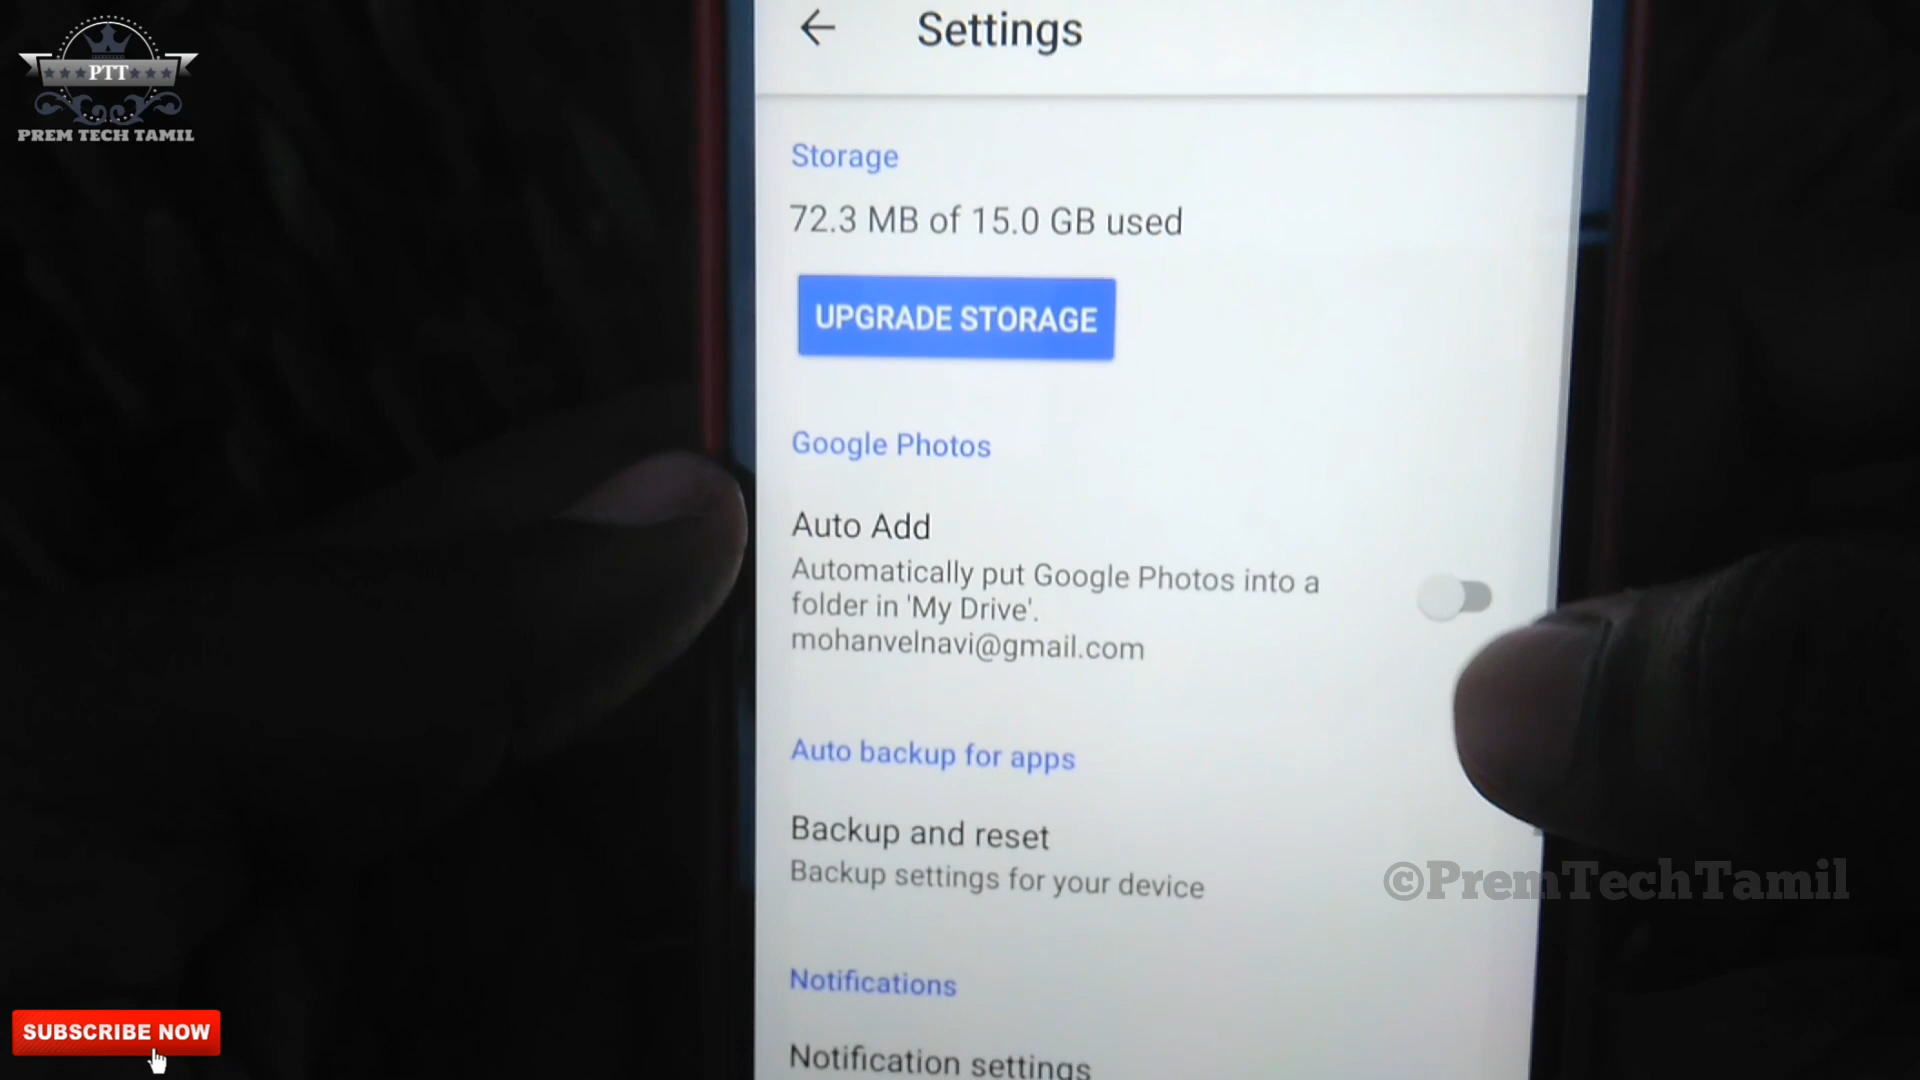 PTT
PREM TECH TAMIL
Settings
Storage
72.3 MB of 15.0 GB used
UPGRADE STORAGE
Google Photos
Auto Add
Automatically put Google Photos into a
folder in 'My Drive'.
mohanvelnavi@gmail.com
Auto backup for apps
Backup and reset
Backup settings for your device
©PremTechTamil
Notifications
Notification settings
SUBSCRIBE NOW